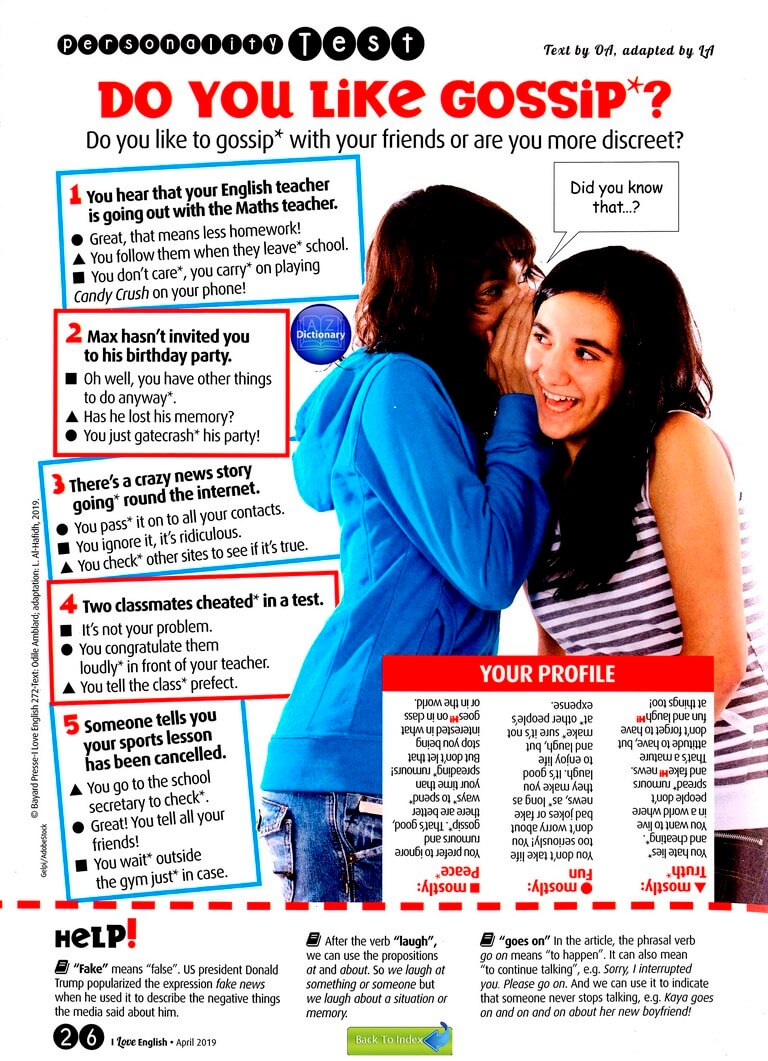 personality Test
Text by OA, adapted by LA
DO YOU LiKe GOSSiP*?
Do you like to gossip* with your friends or are you more discreet?
1 You hear that your English teacher
is going out with the Maths teacher.
● Great, that means less homework!
▲ You follow them when they leave* school.
■ You don't care*, you carry* on playing
Candy Crush on your phone!
Did you know
that...?
2 Max hasn't invited you
to his birthday party.
■ Oh well, you have other things
to do anyway*.
▲ Has he lost his memory?
● You just gatecrash* his party!
A-Z
Dictionary
3 There's a crazy news story
going* round the internet.
● You pass* it on to all your contacts.
■ You ignore it, it's ridiculous.
▲ You check* other sites to see if it's true.
4 Two classmates cheated* in a test.
■ It's not your problem.
● You congratulate them
loudly* in front of your teacher.
▲ You tell the class* prefect.
5 Someone tells you
your sports lesson
has been cancelled.
▲ You go to the school
secretary to check*.
● Great! You tell all your
friends!
■ You wait* outside
the gym just* in case.
© Bayard Presse-I Love English 272-Text: Odile Amblard; adaptation: L. Al-Hafidh, 2019.
Gelpi/AdobeStock
YOUR PROFILE
▲ mostly:
Truth*
You hate lies*
and cheating*.
You want to live
in a world where
people don't
spread* rumours
and fakeHi! news.
That's a mature
attitude to have, but
don't forget to have
fun and laughHi!
at things too!
● mostly:
Fun
You don't take life
too seriously! You
don't worry about
bad jokes or fake
news, as* long as
they make you
laugh. It's good
to enjoy life
and laugh, but
make* sure it's not
at* other people's
expense.
■ mostly:
Peace*
You prefer to ignore
rumours and
gossip*. That's good,
there are better
ways* to spend*
your time than
spreading* rumours!
But don't let that
stop you being
interested in what
goesHi! on in class
or in the world.
HeLP!
"Fake" means "false". US president Donald
Trump popularized the expression fake news
when he used it to describe the negative things
the media said about him.
After the verb "laugh",
we can use the propositions
at and about. So we laugh at
something or someone but
we laugh about a situation or
memory.
"goes on" In the article, the phrasal verb
go on means "to happen". It can also mean
"to continue talking", e.g. Sorry, I interrupted
you. Please go on. And we can use it to indicate
that someone never stops talking, e.g. Kaya goes
on and on and on about her new boyfriend!
26 I Love English • April 2019
Back To Index